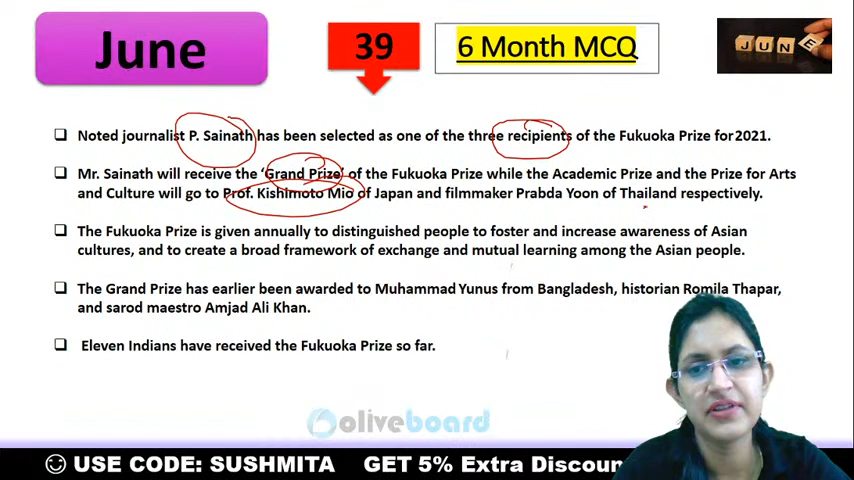 June
39
6 Month MCQ
JUNE
Noted journalist P. Sainath has been selected as one of the three recipients of the Fukuoka Prize for 2021.
Mr. Sainath will receive the ‘Grand Prize’ of the Fukuoka Prize while the Academic Prize and the Prize for Arts
and Culture will go to Prof. Kishimoto Mio of Japan and filmmaker Prabda Yoon of Thailand respectively.
The Fukuoka Prize is given annually to distinguished people to foster and increase awareness of Asian
cultures, and to create a broad framework of exchange and mutual learning among the Asian people.
The Grand Prize has earlier been awarded to Muhammad Yunus from Bangladesh, historian Romila Thapar,
and sarod maestro Amjad Ali Khan.
Eleven Indians have received the Fukuoka Prize so far.
oliveboard
USE CODE: SUSHMITA GET 5% Extra Discoun